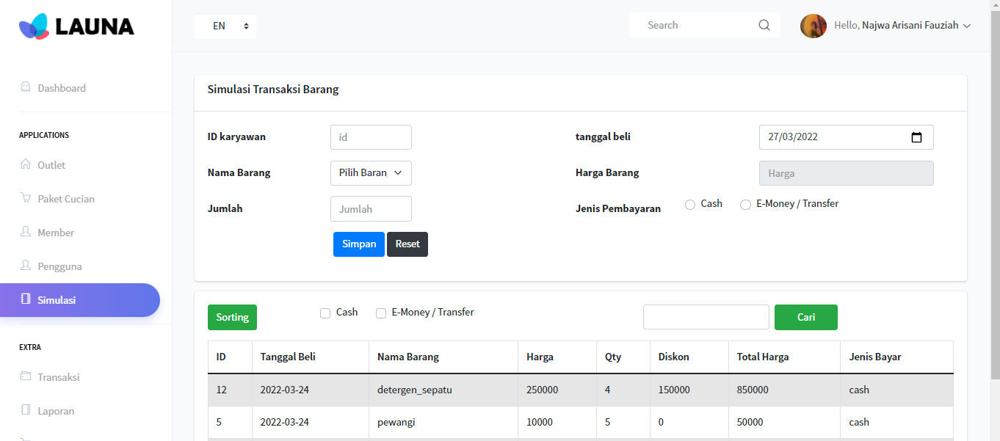 LAUNA
EN
Search
Hello, Najwa Arisani Fauziah
Dashboard
APPLICATIONS
Outlet
Paket Cucian
Member
Pengguna
Simulasi
EXTRA
Transaksi
Laporan
Simulasi Transaksi Barang
ID karyawan
id
tanggal beli
27/03/2022
Nama Barang
Pilih Baran
Harga Barang
Harga
Jumlah
Jumlah
Jenis Pembayaran
Cash
E-Money / Transfer
Simpan
Reset
Sorting
Cash
E-Money / Transfer
Cari
ID Tanggal Beli Nama Barang Harga Qty Diskon Total Harga Jenis Bayar
12 2022-03-24 detergen_sepatu 250000 4 150000 850000 cash
5 2022-03-24 pewangi 10000 5 0 50000 cash